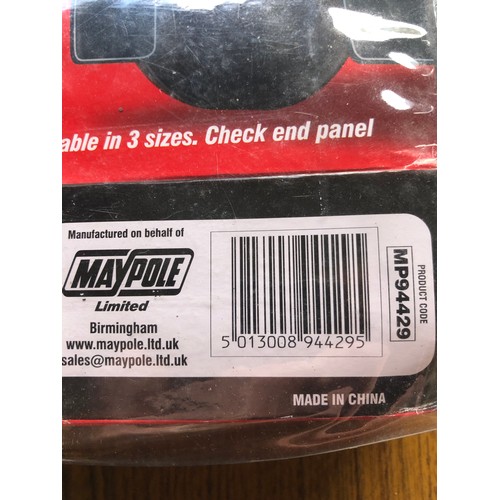 able in 3 sizes. Check end panel
Manufactured on behalf of
MAYPOLE
Limited
Birmingham
www.maypole.ltd.uk
sales@maypole.ltd.uk
5 013008 944295
PRODUCT CODE
MP94429
MADE IN CHINA